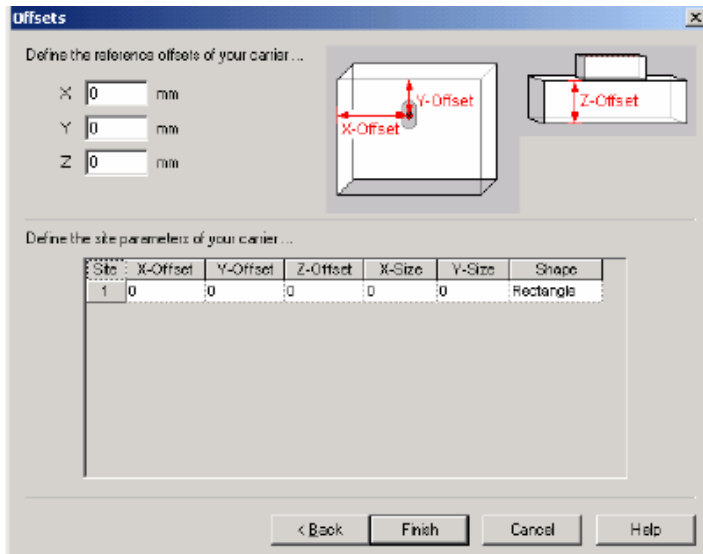 Offsets
Define the reference offsets of your carrier ...
X 0 mm
Y 0 mm
Z 0 mm
Y-Offset
X-Offset
Z-Offset
Define the site parameters of your carrier ...
Site X-Offset Y-Offset Z-Offset X-Size Y-Size Shape
1 0 0 0 0 0 Rectangle
< Back Finish Cancel Help